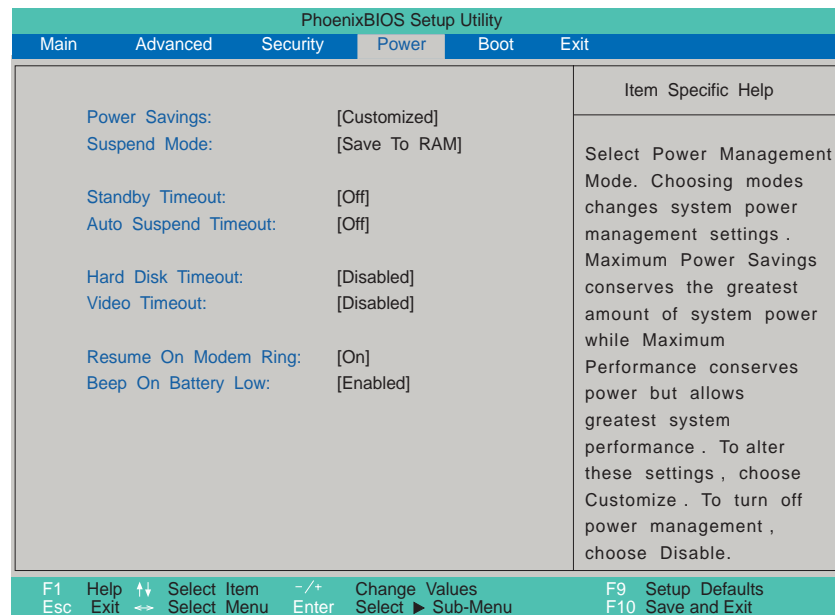 PhoenixBIOS Setup Utility
Main Advanced Security Power Boot Exit
Power Savings: [Customized]
Suspend Mode: [Save To RAM]
Standby Timeout: [Off]
Auto Suspend Timeout: [Off]
Hard Disk Timeout: [Disabled]
Video Timeout: [Disabled]
Resume On Modem Ring: [On]
Beep On Battery Low: [Enabled]
Item Specific Help
Select Power Management
Mode. Choosing modes
changes system power
management settings .
Maximum Power Savings
conserves the greatest
amount of system power
while Maximum
Performance conserves
power but allows
greatest system
performance . To alter
these settings , choose
Customize . To turn off
power management ,
choose Disable.
F1 Help ↑↓ Select Item -/+ Change Values F9 Setup Defaults
Esc Exit ↔ Select Menu Enter Select ▶ Sub-Menu F10 Save and Exit